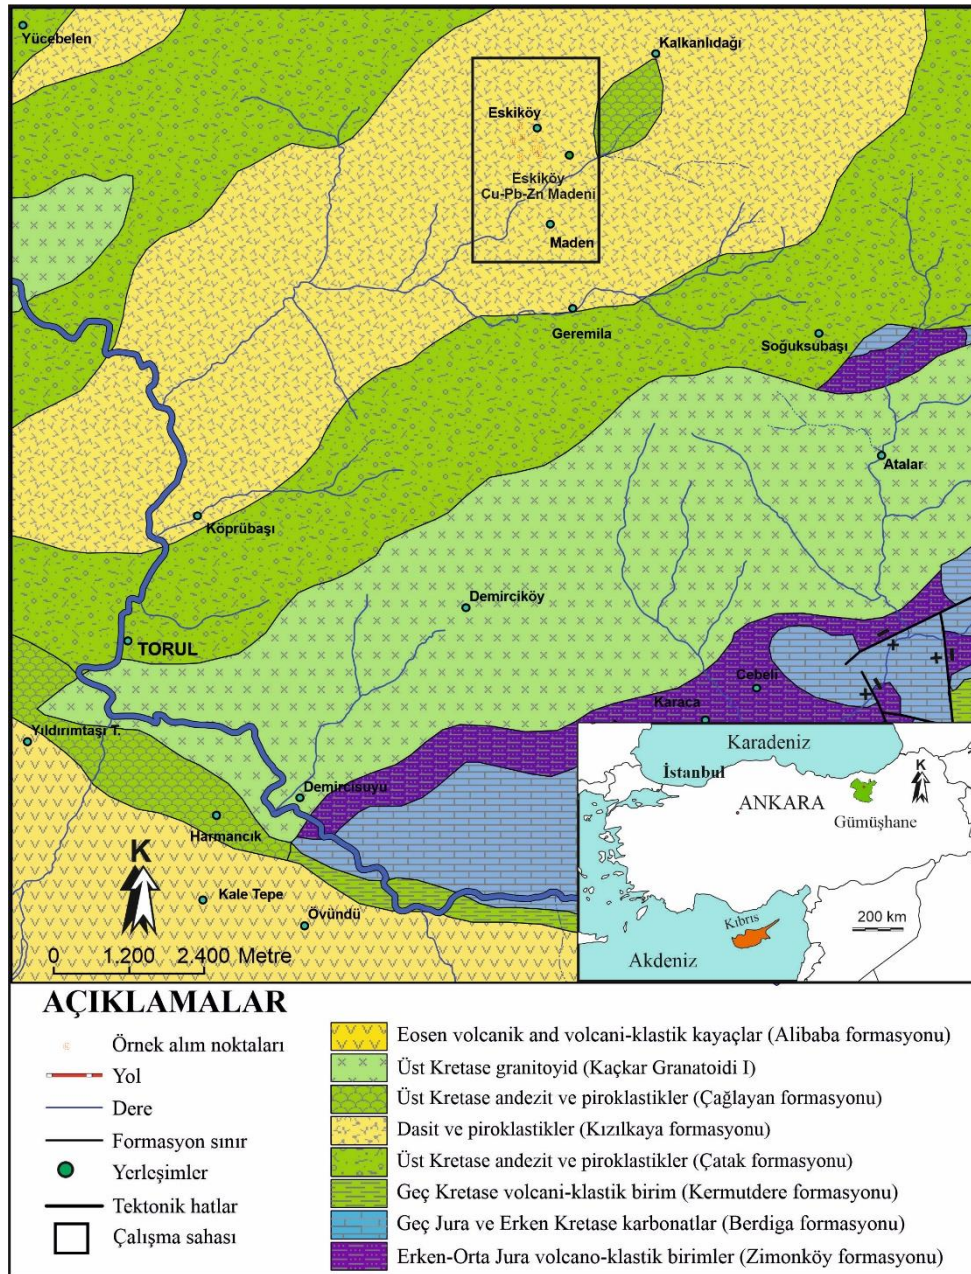 Yücebelen
Kalkanlıdağı
Eskiköy
Eskiköy
Cu-Pb-Zn Madeni
Maden
Geremila
Soğuksubaşı
Atalar
Köprübaşı
Demirciköy
TORUL
Cebeli
Karaca
Yıldırımtaşı T.
Demircisuyu
Harmancık
K
Kale Tepe
Övündü
0 1.200 2.400 Metre
Karadeniz
İstanbul
K
ANKARA
Gümüşhane
Kıbrıs
200 km
Akdeniz
AÇIKLAMALAR
Örnek alım noktaları
Yol
Dere
Formasyon sınır
Yerleşimler
Tektonik hatlar
Çalışma sahası
Eosen volcanik and volcani-klastik kayaçlar (Alibaba formasyonu)
Üst Kretase granitoyid (Kaçkar Granatoidi I)
Üst Kretase andezit ve piroklastikler (Çağlayan formasyonu)
Dasit ve piroklastikler (Kızılkaya formasyonu)
Üst Kretase andezit ve piroklastikler (Çatak formasyonu)
Geç Kretase volcani-klastik birim (Kermutdere formasyonu)
Geç Jura ve Erken Kretase karbonatlar (Berdiga formasyonu)
Erken-Orta Jura volcano-klastik birimler (Zimonköy formasyonu)